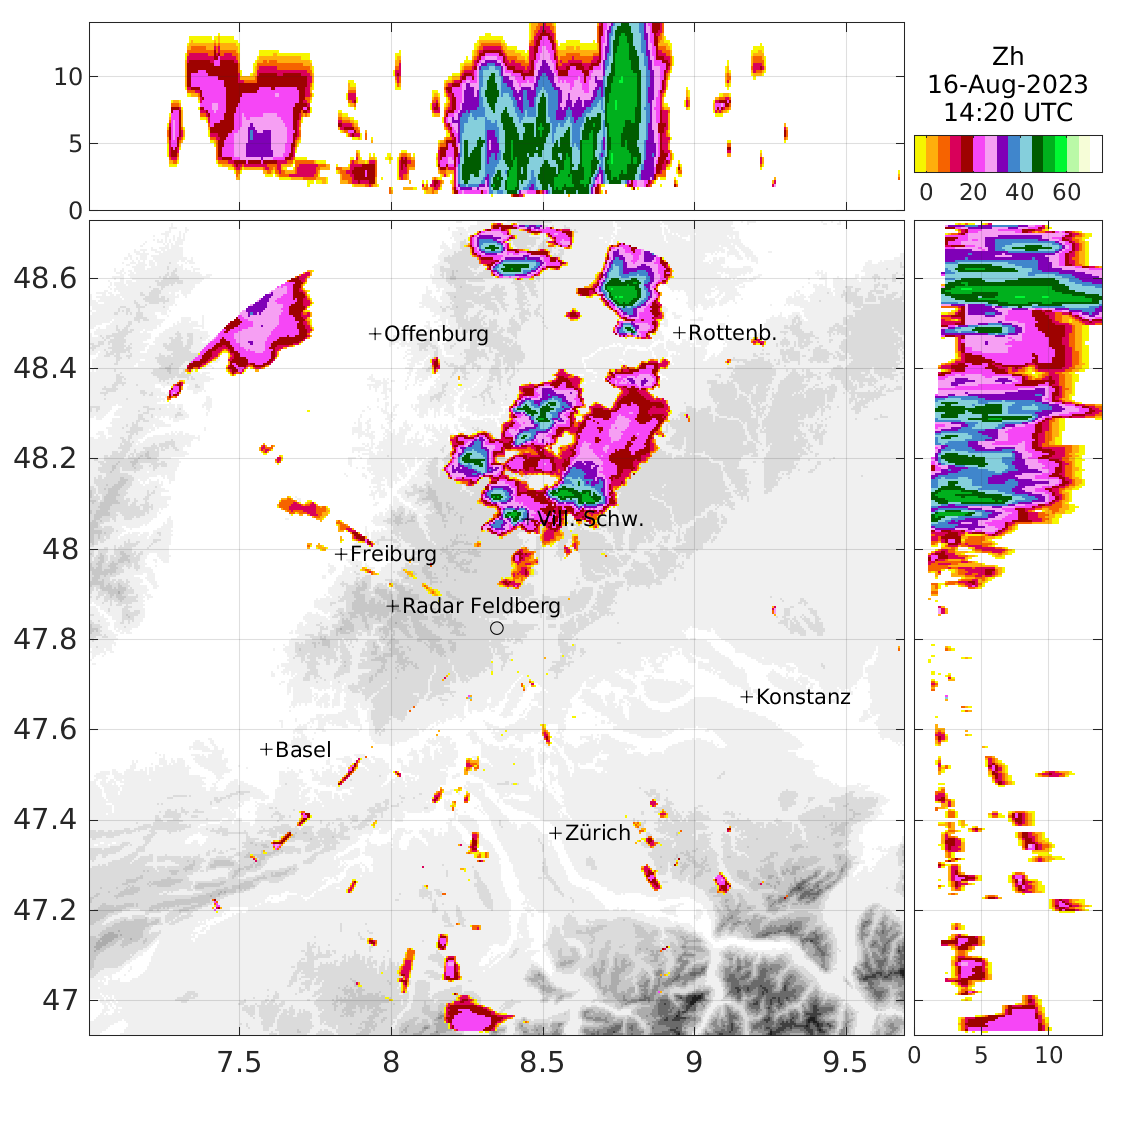 10
5
0
Zh
16-Aug-2023
14:20 UTC
0 20 40 60
48.6
48.4
48.2
48
47.8
47.6
47.4
47.2
47
+Offenburg
+Rottenb.
+Vill.-Schw.
+Freiburg
+Radar Feldberg
+Konstanz
+Basel
+Zürich
7.5 8 8.5 9 9.5
0 5 10